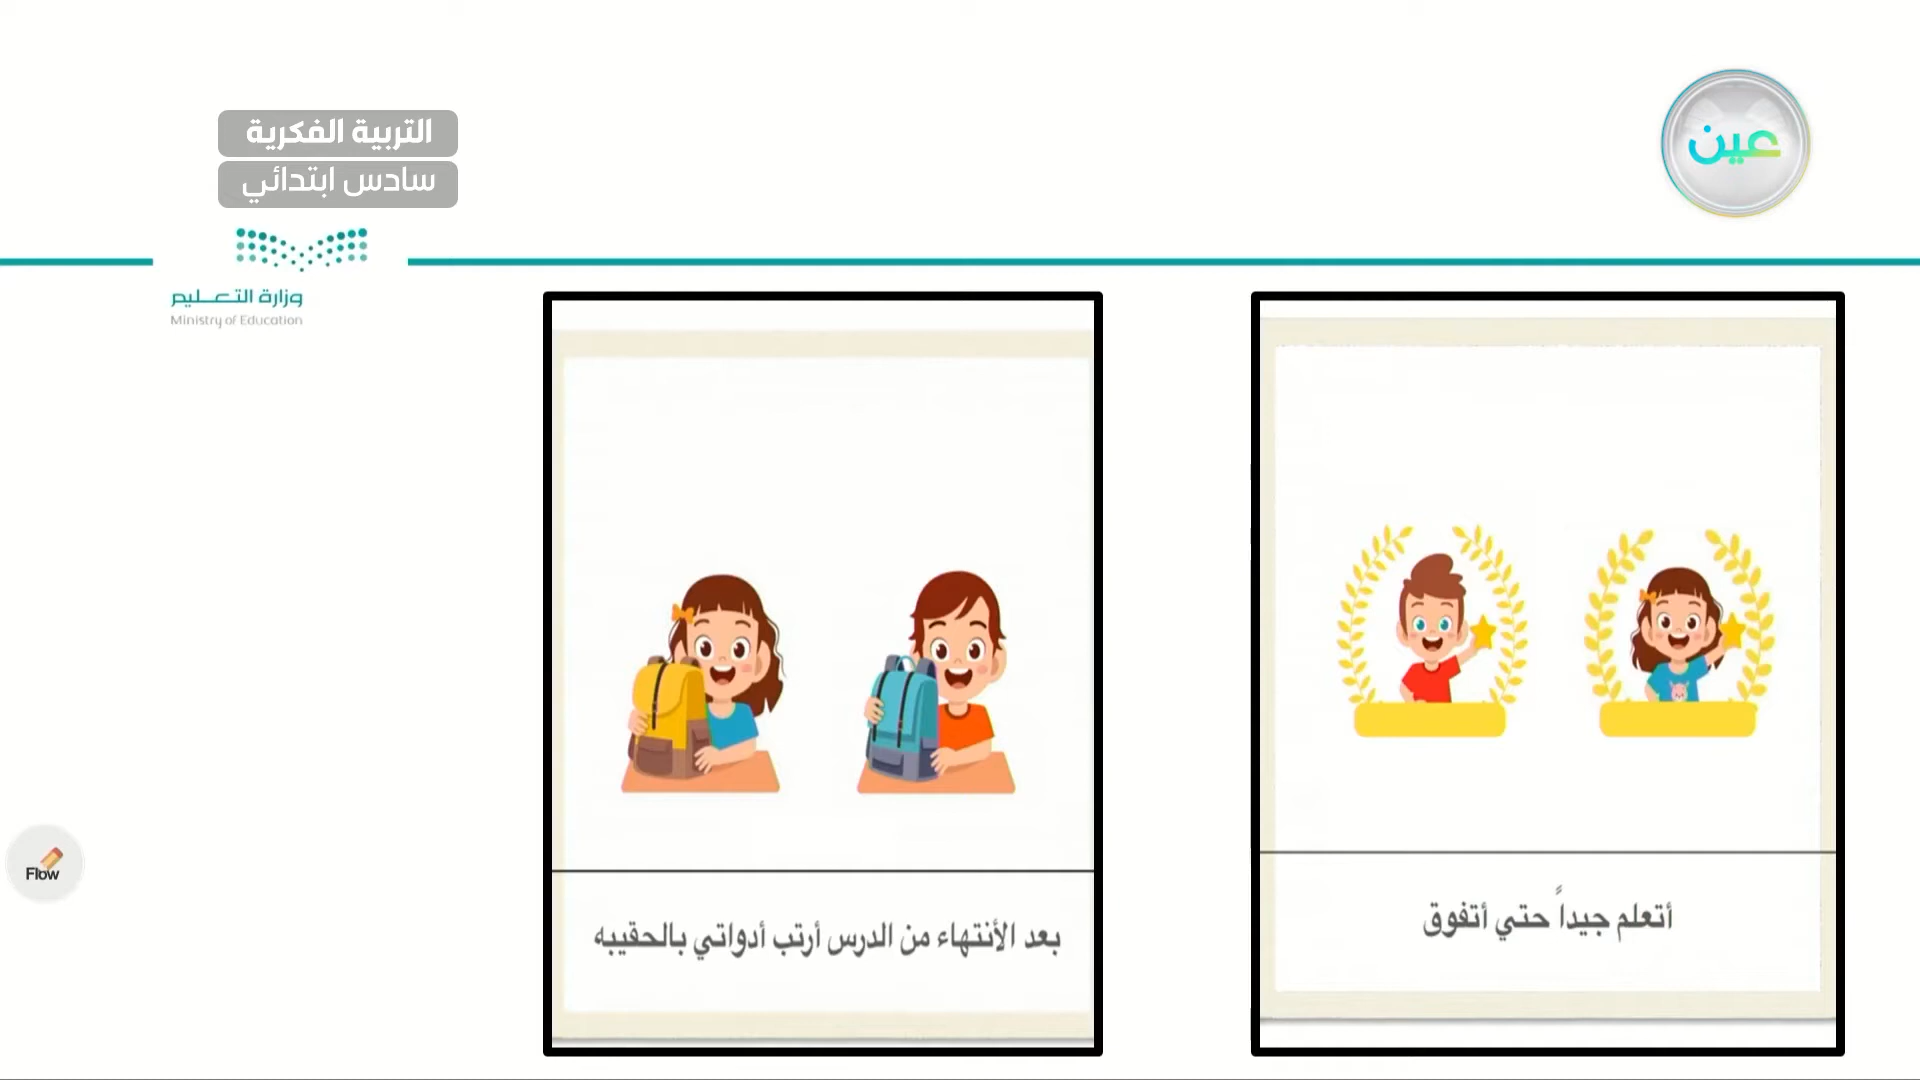 عين
التربية الفكرية
سادس ابتدائي
وزارة التعليم
Ministry of Education
أتعلم جيداً حتي أتفوق
بعد الأنتهاء من الدرس أرتب أدواتي بالحقيبه
Flow